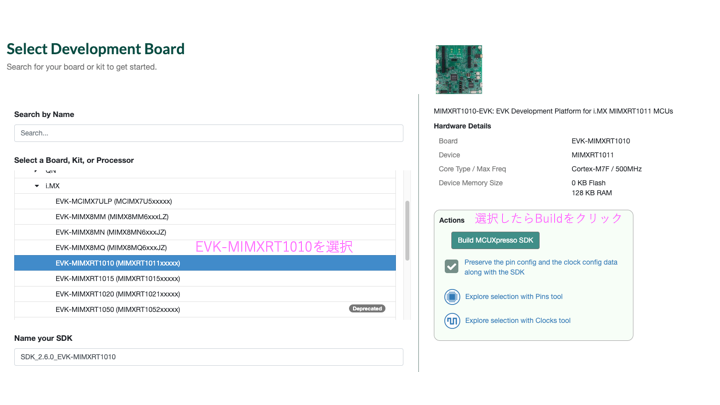 Select Development Board
Search for your board or kit to get started.
Search by Name
Search...
Select a Board, Kit, or Processor
i.MX
EVK-MCIMX7ULP (MCIMX7U5xxxxx)
EVK-MIMX8MM (MIMX8MM6xxxLZ)
EVK-MIMX8MN (MIMX8MN6xxxJZ)
EVK-MIMX8MQ (MIMX8MQ6xxxJZ)
EVK-MIMXRT1010を選択
EVK-MIMXRT1010 (MIMXRT1011xxxxx)
EVK-MIMXRT1015 (MIMXRT1015xxxxx)
EVK-MIMXRT1020 (MIMXRT1021xxxxx)
EVK-MIMXRT1050 (MIMXRT1052xxxxx)
Deprecated
Name your SDK
SDK_2.6.0_EVK-MIMXRT1010
MIMXRT1010-EVK: EVK Development Platform for i.MX MIMXRT1011 MCUs
Hardware Details
Board EVK-MIMXRT1010
Device MIMXRT1011
Core Type / Max Freq Cortex-M7F / 500MHz
Device Memory Size 0 KB Flash
128 KB RAM
Actions
選択したらBuildをクリック
Build MCUXpresso SDK
Preserve the pin config and the clock config data
along with the SDK
Explore selection with Pins tool
Explore selection with Clocks tool